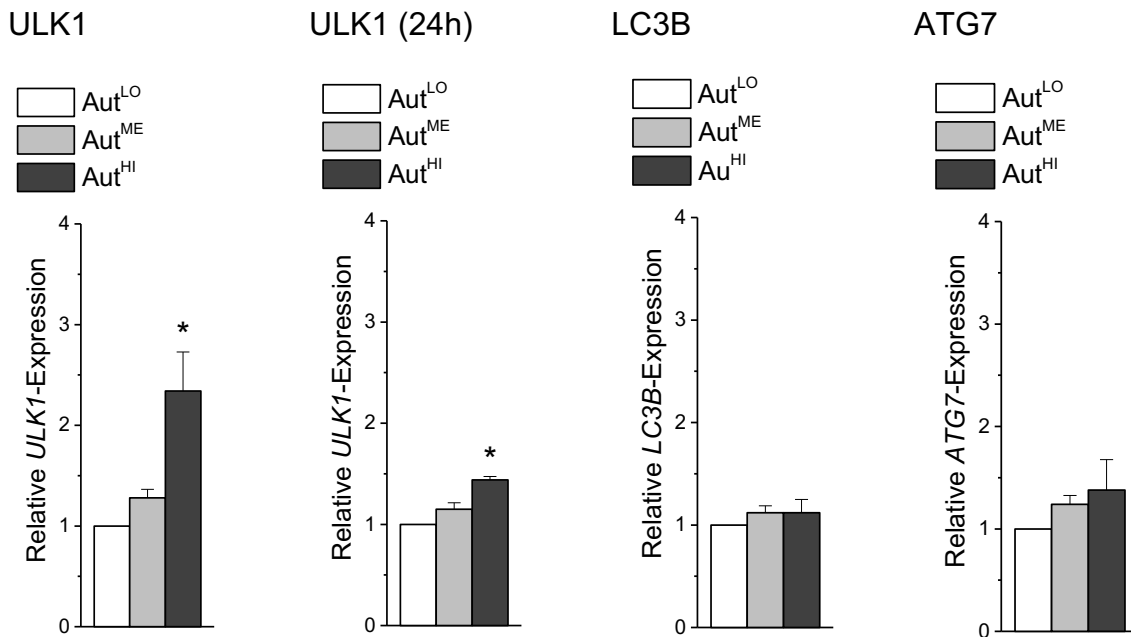 ULK1
Aut^LO
Aut^ME
Aut^HI
Relative ULK1-Expression
4
3
2
1
0
*
ULK1 (24h)
Aut^LO
Aut^ME
Aut^HI
Relative ULK1-Expression
4
3
2
1
0
*
LC3B
Aut^LO
Aut^ME
Au^HI
Relative LC3B-Expression
4
3
2
1
0
ATG7
Aut^LO
Aut^ME
Aut^HI
Relative ATG7-Expression
4
3
2
1
0